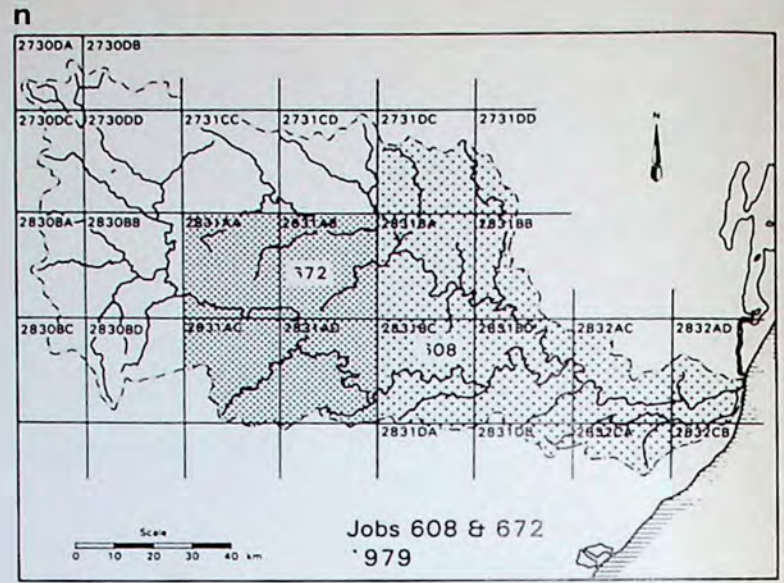 n
2730DA 2730DB
2730DC 2730DD 2731CC 2731CD 2731DC 2731DD
N
2830BA 2830BB 2831AA 2831AB 2831BA 2831BB
672
2830BC 2830BD 2831AC 2831AD 2831BC 2831BD 2832AC 2832AD
608
2831DA 2831DB 2832CA 2832CB
Scale
0 10 20 30 40 km
Jobs 608 & 672
1979